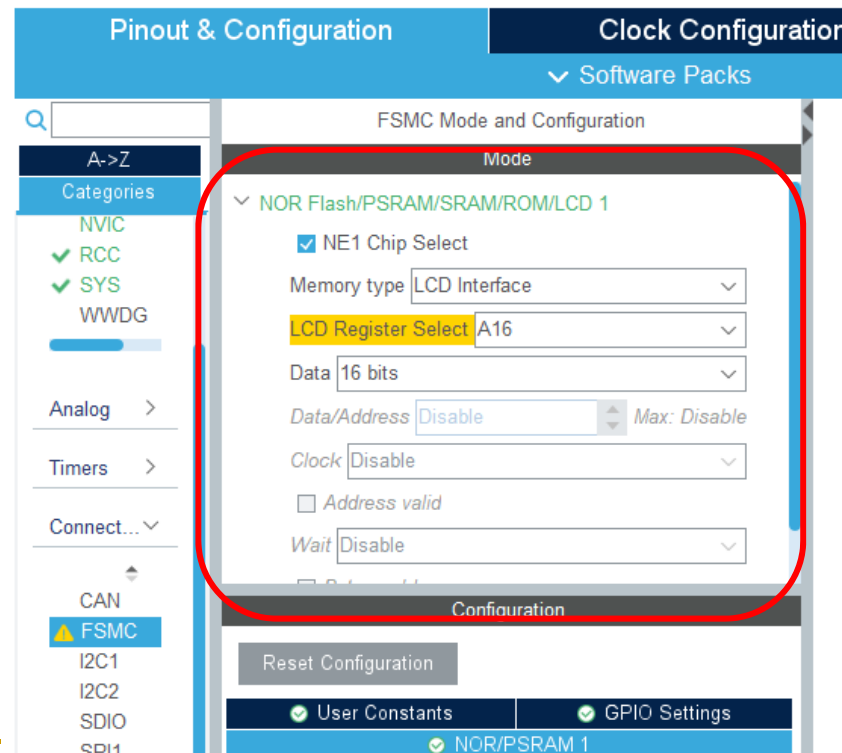 Pinout & Configuration
Clock Configuration
Software Packs
FSMC Mode and Configuration
A->Z
Categories
NVIC
RCC
SYS
WWDG
Analog
Timers
Connect...
CAN
FSMC
I2C1
I2C2
SDIO
SPI1
Mode
NOR Flash/PSRAM/SRAM/ROM/LCD 1
NE1 Chip Select
Memory type LCD Interface
LCD Register Select A16
Data 16 bits
Data/Address Disable Max: Disable
Clock Disable
Address valid
Wait Disable
Configuration
Reset Configuration
User Constants
GPIO Settings
NOR/PSRAM 1